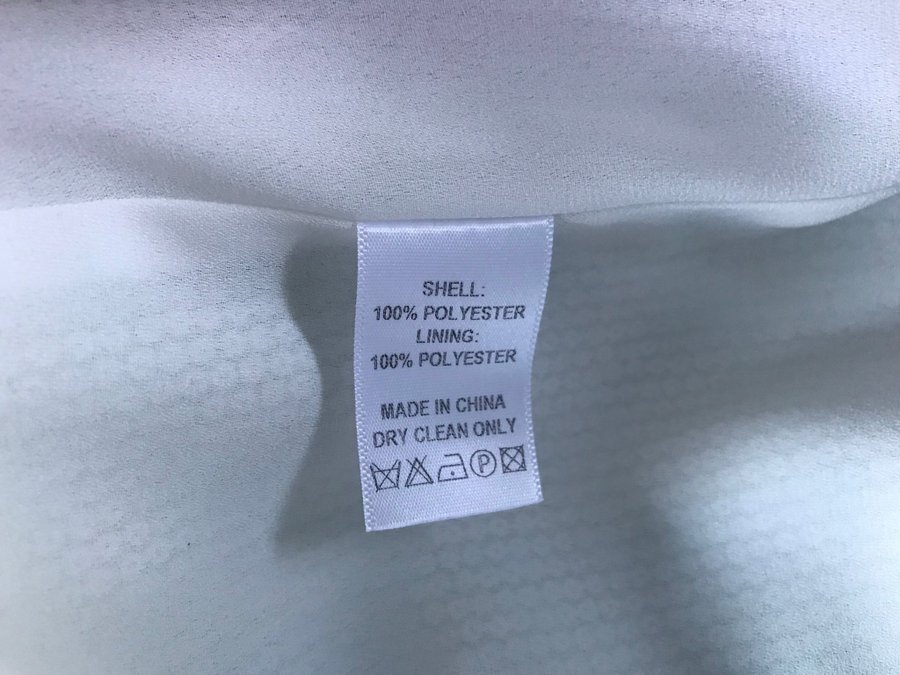 SHELL:
100% POLYESTER
LINING:
100% POLYESTER
MADE IN CHINA
DRY CLEAN ONLY
P